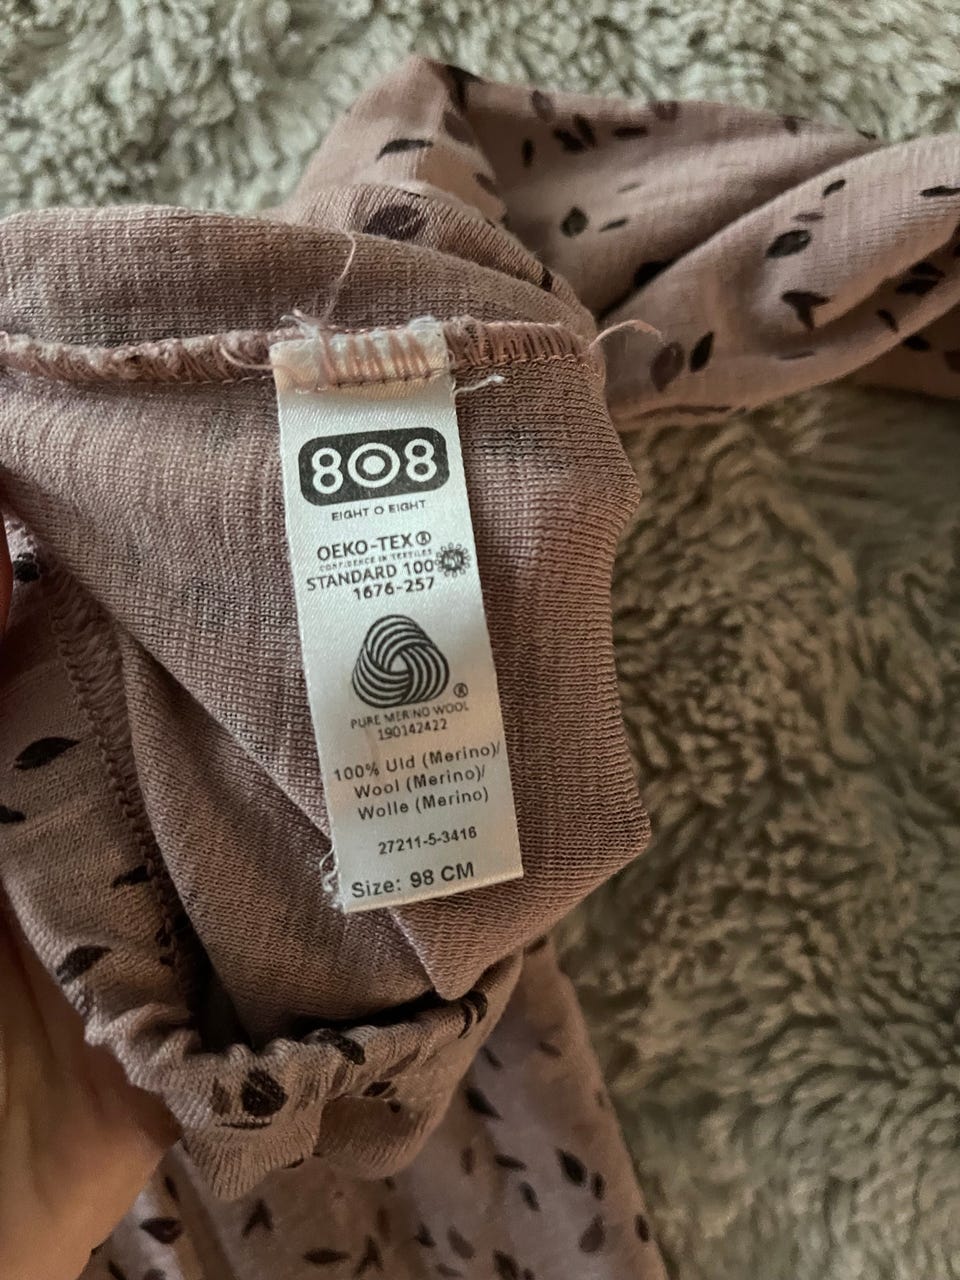 808
EIGHT O EIGHT
OEKO-TEX®
CONFIDENCE IN TEXTILES
STANDARD 100
1676-257
®
PURE MERINO WOOL
190142422
100% Uld (Merino)/
Wool (Merino)/
Wolle (Merino)
27211-5-3416
Size: 98 CM